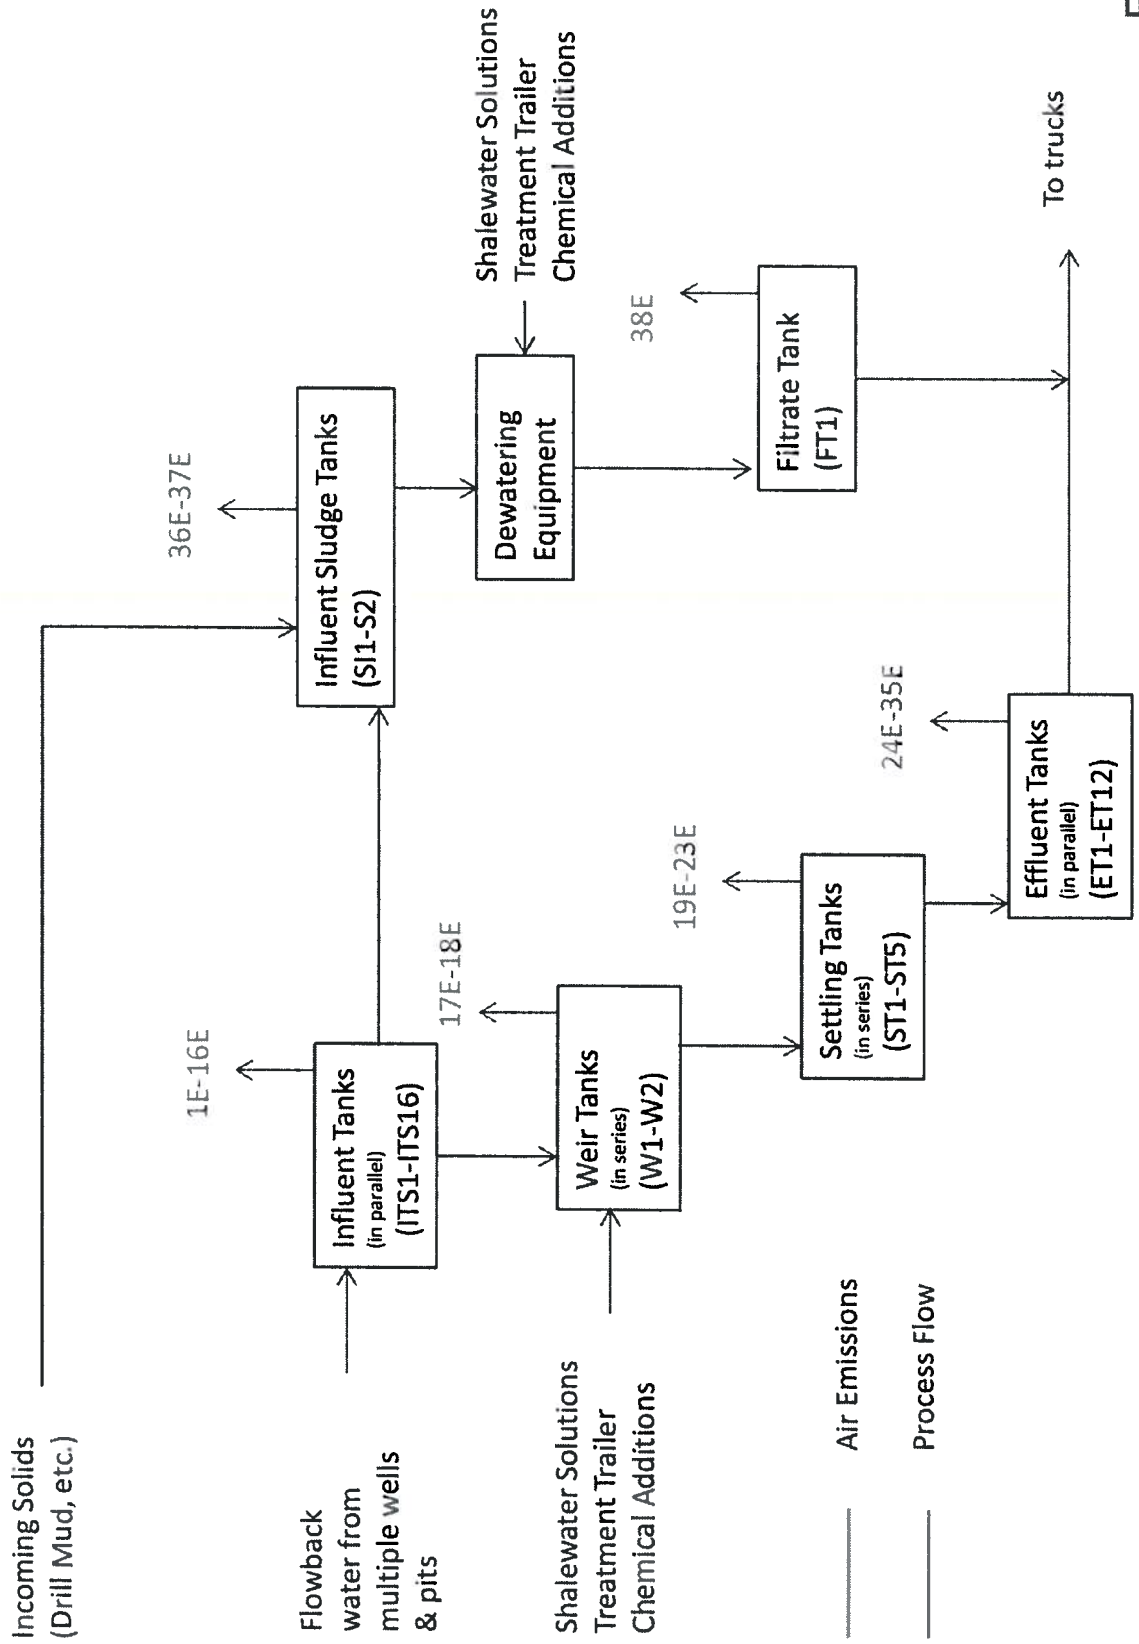 Incoming Solids
(Drill Mud, etc.)
36E-37E
1E-16E
Flowback
water from
multiple wells
& pits
Influent Tanks
(in parallel)
(ITS1-ITS16)
Influent Sludge Tanks
(SI1-S2)
17E-18E
Shalewater Solutions
Treatment Trailer
Chemical Additions
Dewatering
Equipment
Shalewater Solutions
Treatment Trailer
Chemical Additions
Weir Tanks
(in series)
(W1-W2)
38E
19E-23E
Filtrate Tank
(FT1)
Settling Tanks
(in series)
(ST1-ST5)
24E-35E
Air Emissions
Process Flow
Effluent Tanks
(in parallel)
(ET1-ET12)
To trucks